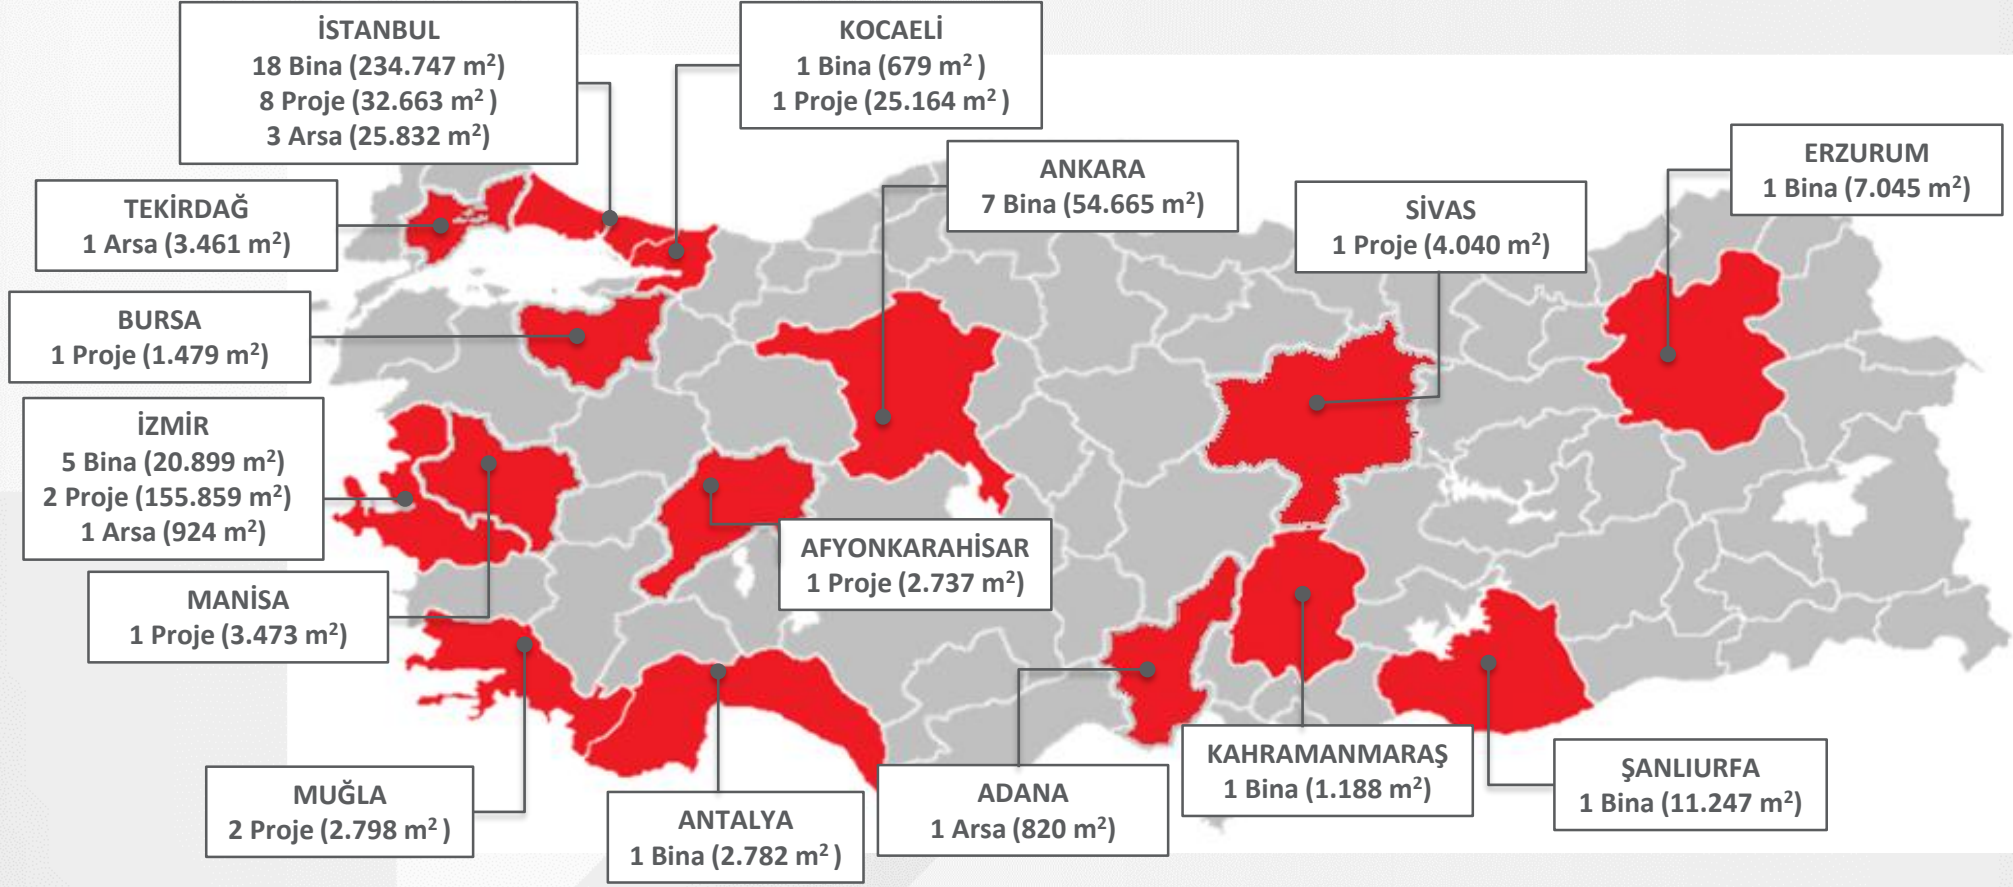 İSTANBUL
18 Bina (234.747 m²)
8 Proje (32.663 m² )
3 Arsa (25.832 m²)
KOCAELİ
1 Bina (679 m² )
1 Proje (25.164 m² )
ANKARA
7 Bina (54.665 m²)
ERZURUM
1 Bina (7.045 m²)
SİVAS
1 Proje (4.040 m²)
TEKİRDAĞ
1 Arsa (3.461 m²)
BURSA
1 Proje (1.479 m²)
İZMİR
5 Bina (20.899 m²)
2 Proje (155.859 m²)
1 Arsa (924 m²)
AFYONKARAHİSAR
1 Proje (2.737 m²)
MANİSA
1 Proje (3.473 m²)
MUĞLA
2 Proje (2.798 m² )
ANTALYA
1 Bina (2.782 m² )
ADANA
1 Arsa (820 m²)
KAHRAMANMARAŞ
1 Bina (1.188 m²)
ŞANLIURFA
1 Bina (11.247 m²)